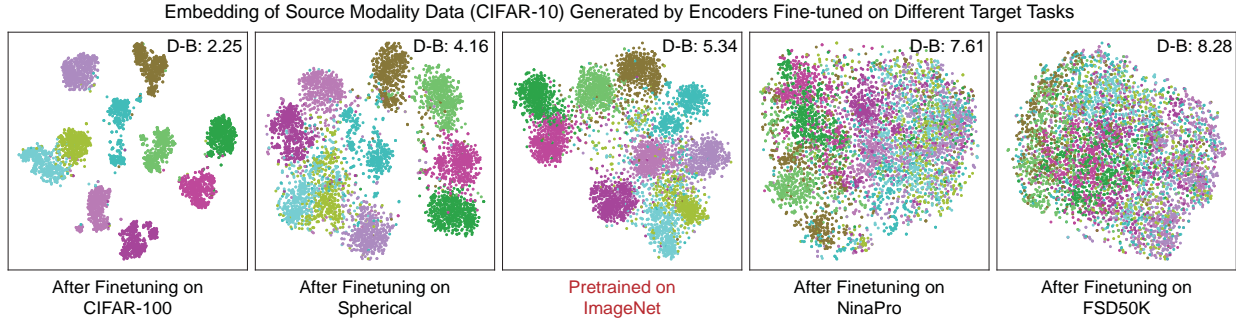 Embedding of Source Modality Data (CIFAR-10) Generated by Encoders Fine-tuned on Different Target Tasks
D-B: 2.25
D-B: 4.16
D-B: 5.34
D-B: 7.61
D-B: 8.28
After Finetuning on
CIFAR-100
After Finetuning on
Spherical
Pretrained on
ImageNet
After Finetuning on
NinaPro
After Finetuning on
FSD50K